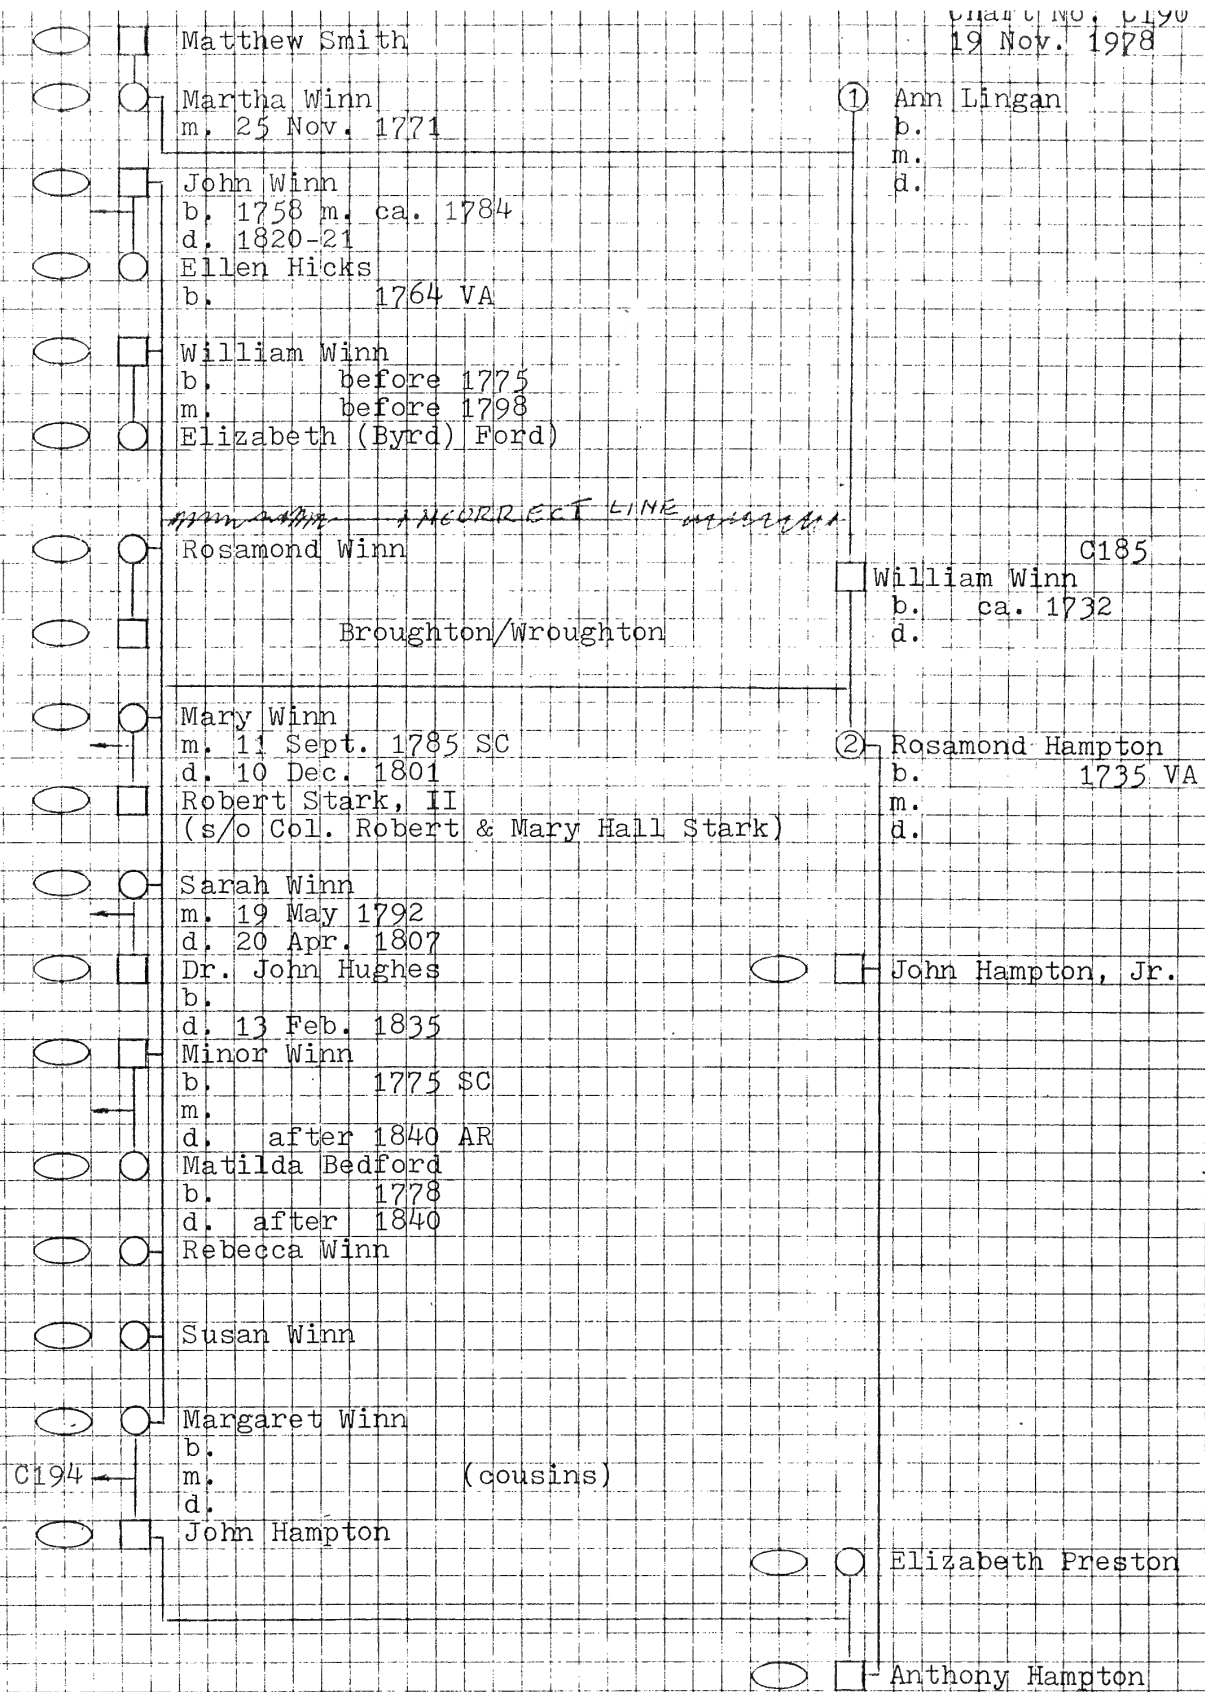 Chart No. C190
19 Nov. 1978
Matthew Smith
Martha Winn
m. 25 Nov. 1771
1 Ann Lingan
b.
m.
d.
John Winn
b. 1758 m. ca. 1784
d. 1820-21
Ellen Hicks
b. 1764 VA
William Winn
b. before 1775
m. before 1798
Elizabeth (Byrd) Ford)
INCORRECT LINE
Rosamond Winn
Broughton/Wroughton
C185
William Winn
b. ca. 1732
d.
Mary Winn
m. 11 Sept. 1785 SC
d. 10 Dec. 1801
Robert Stark, II
(s/o Col. Robert & Mary Hall Stark)
2 Rosamond Hampton
b. 1735 VA
m.
d.
Sarah Winn
m. 19 May 1792
d. 20 Apr. 1807
Dr. John Hughes
b.
d. 13 Feb. 1835
John Hampton, Jr.
Minor Winn
b. 1775 SC
m.
d. after 1840 AR
Matilda Bedford
b. 1778
d. after 1840
Rebecca Winn
Susan Winn
Margaret Winn
b.
C194 m. (cousins)
d.
John Hampton
Elizabeth Preston
Anthony Hampton